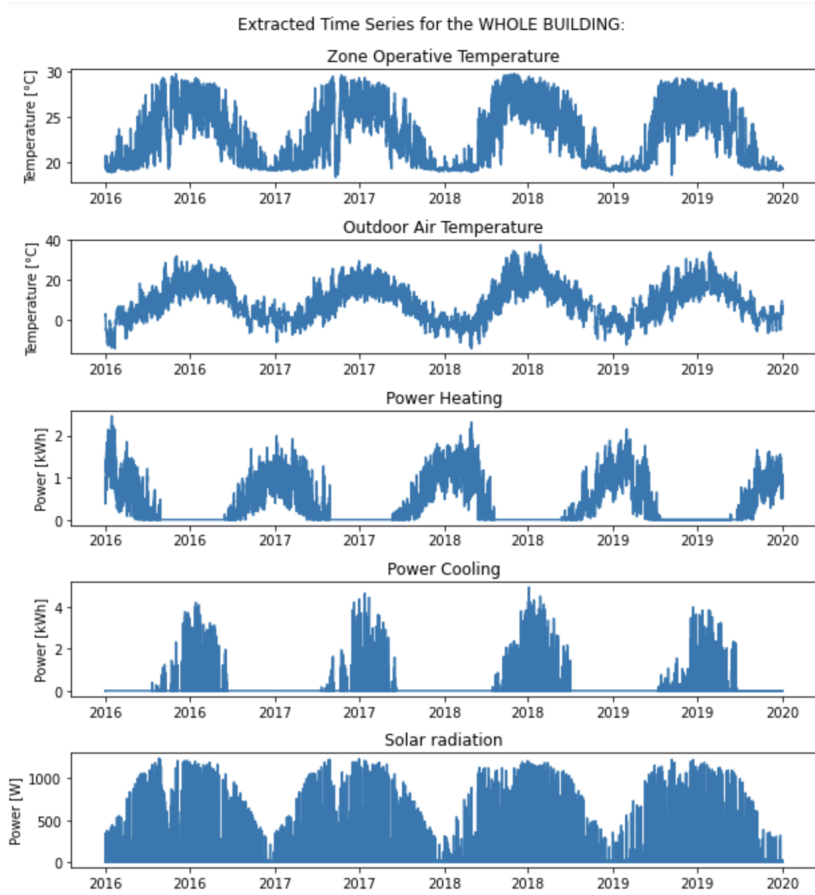 Extracted Time Series for the WHOLE BUILDING:
Zone Operative Temperature
Temperature [°C]
30
25
20
2016 2016 2017 2017 2018 2018 2019 2019 2020
Outdoor Air Temperature
Temperature [°C]
40
20
0
2016 2016 2017 2017 2018 2018 2019 2019 2020
Power Heating
Power [kWh]
2
1
0
2016 2016 2017 2017 2018 2018 2019 2019 2020
Power Cooling
Power [kWh]
4
2
0
2016 2016 2017 2017 2018 2018 2019 2019 2020
Solar radiation
Power [W]
1000
500
0
2016 2016 2017 2017 2018 2018 2019 2019 2020